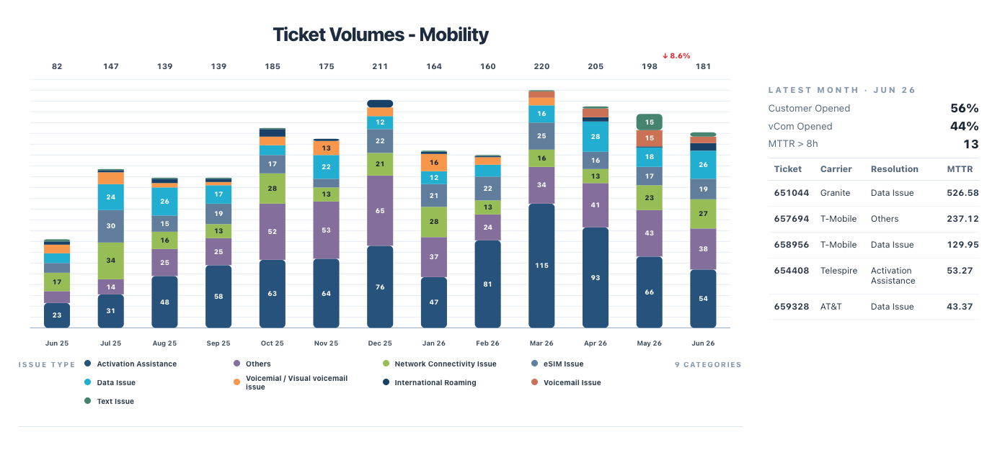 Ticket Volumes - Mobility
↓ 8.6%
82 147 139 139 185 175 211 164 160 220 205 198 181
23 17
31 14 34 30 24
48 25 16 15 26
58 25 13 19 17
63 52 28 17
64 53 13 22 13
76 65 21 22 12
47 37 28 21 12 16
81 24 13 22
115 34 16 25 16
93 41 13 16 28
66 43 23 17 18 15 15
54 38 27 19 26
Jun 25 Jul 25 Aug 25 Sep 25 Oct 25 Nov 25 Dec 25 Jan 26 Feb 26 Mar 26 Apr 26 May 26 Jun 26
ISSUE TYPE
Activation Assistance Others Network Connectivity Issue eSIM Issue
9 CATEGORIES
Data Issue
Voicemial / Visual voicemail
issue
International Roaming Voicemail Issue
Text Issue
LATEST MONTH · JUN 26
Customer Opened 56%
vCom Opened 44%
MTTR > 8h 13
Ticket Carrier Resolution MTTR
651044 Granite Data Issue 526.58
657694 T-Mobile Others 237.12
658956 T-Mobile Data Issue 129.95
654408 Telespire Activation 53.27
Assistance
659328 AT&T Data Issue 43.37